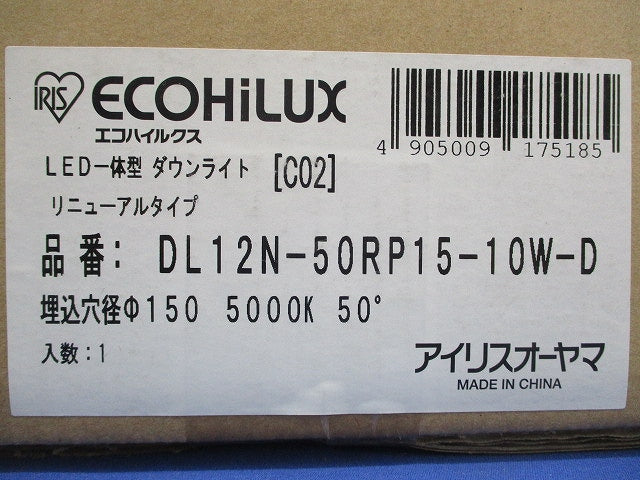 IRIS ECOHiLUX
エコハイルクス
4 905009 175185
LED一体型 ダウンライト [C02]
リニューアルタイプ
品番: DL12N-50RP15-10W-D
埋込穴径Φ150 5000K 50°
入数:1
アイリスオーヤマ
MADE IN CHINA